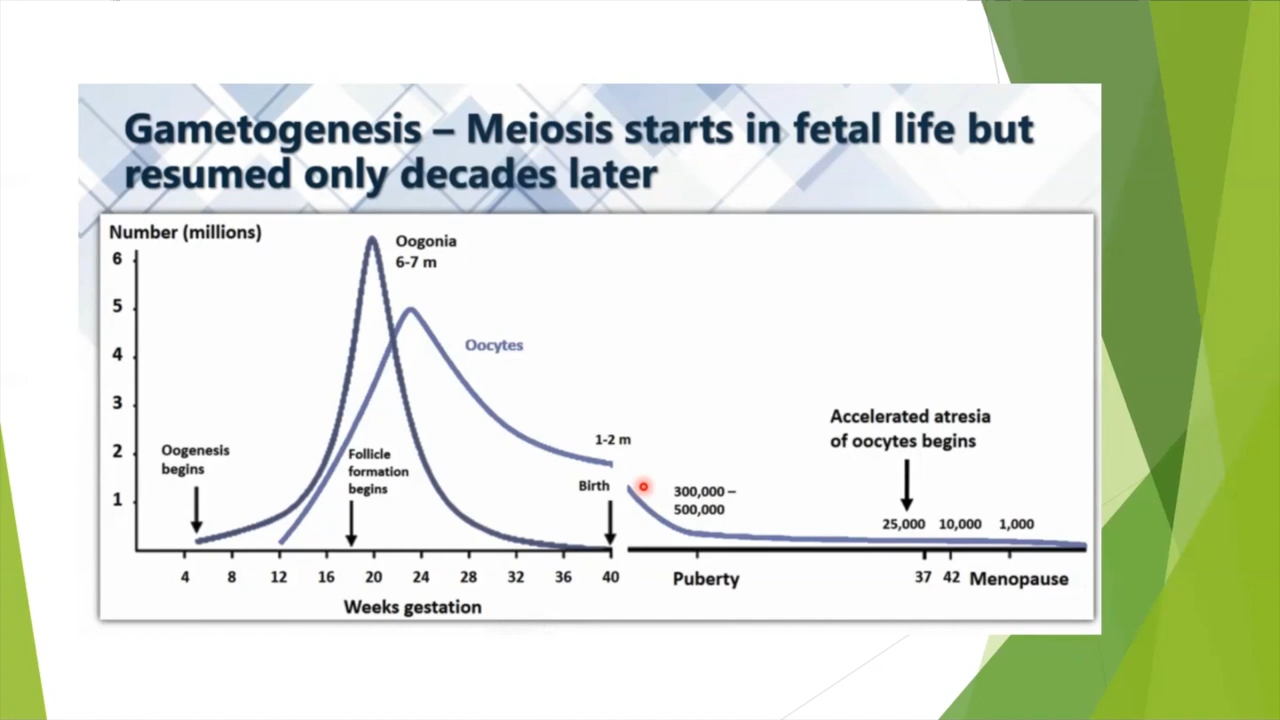 Gametogenesis – Meiosis starts in fetal life but
resumed only decades later
Number (millions)
6
5
4
3
2
1
Oogonia
6-7 m
Oocytes
Oogenesis
begins
Follicle
formation
begins
1-2 m
Birth
300,000 –
500,000
Accelerated atresia
of oocytes begins
25,000 10,000 1,000
4 8 12 16 20 24 28 32 36 40
Puberty
37 42 Menopause
Weeks gestation